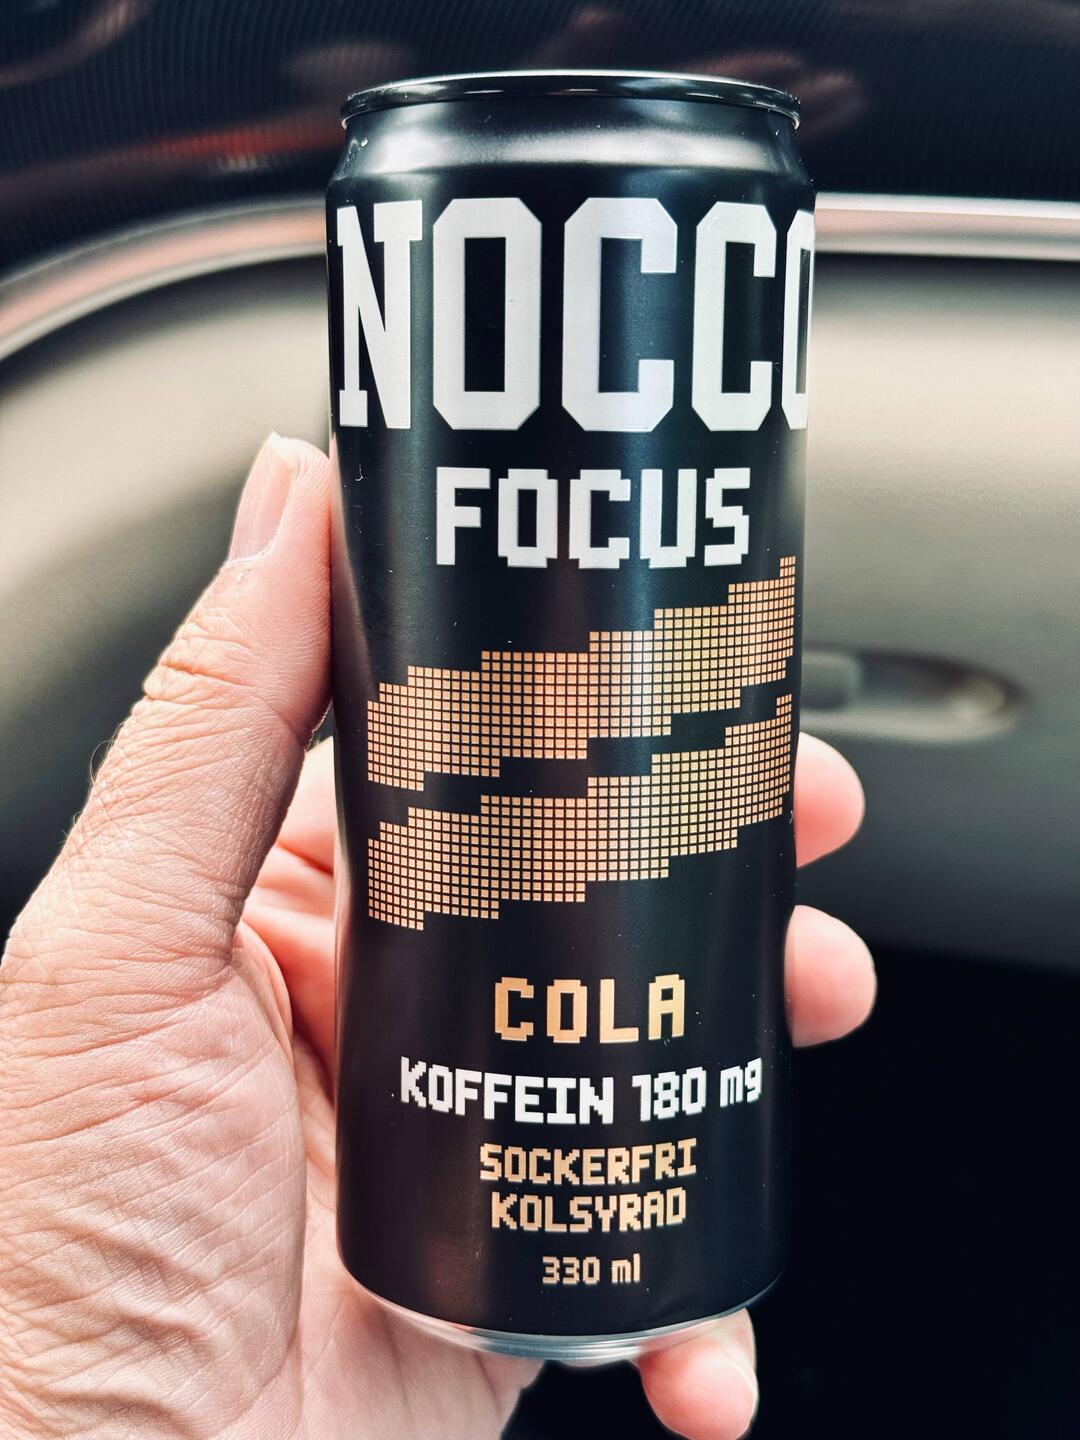 NOCCO
FOCUS
COLA
KOFFEIN 180 mg
SOCKERFRI
KOLSYRAD
330 ml